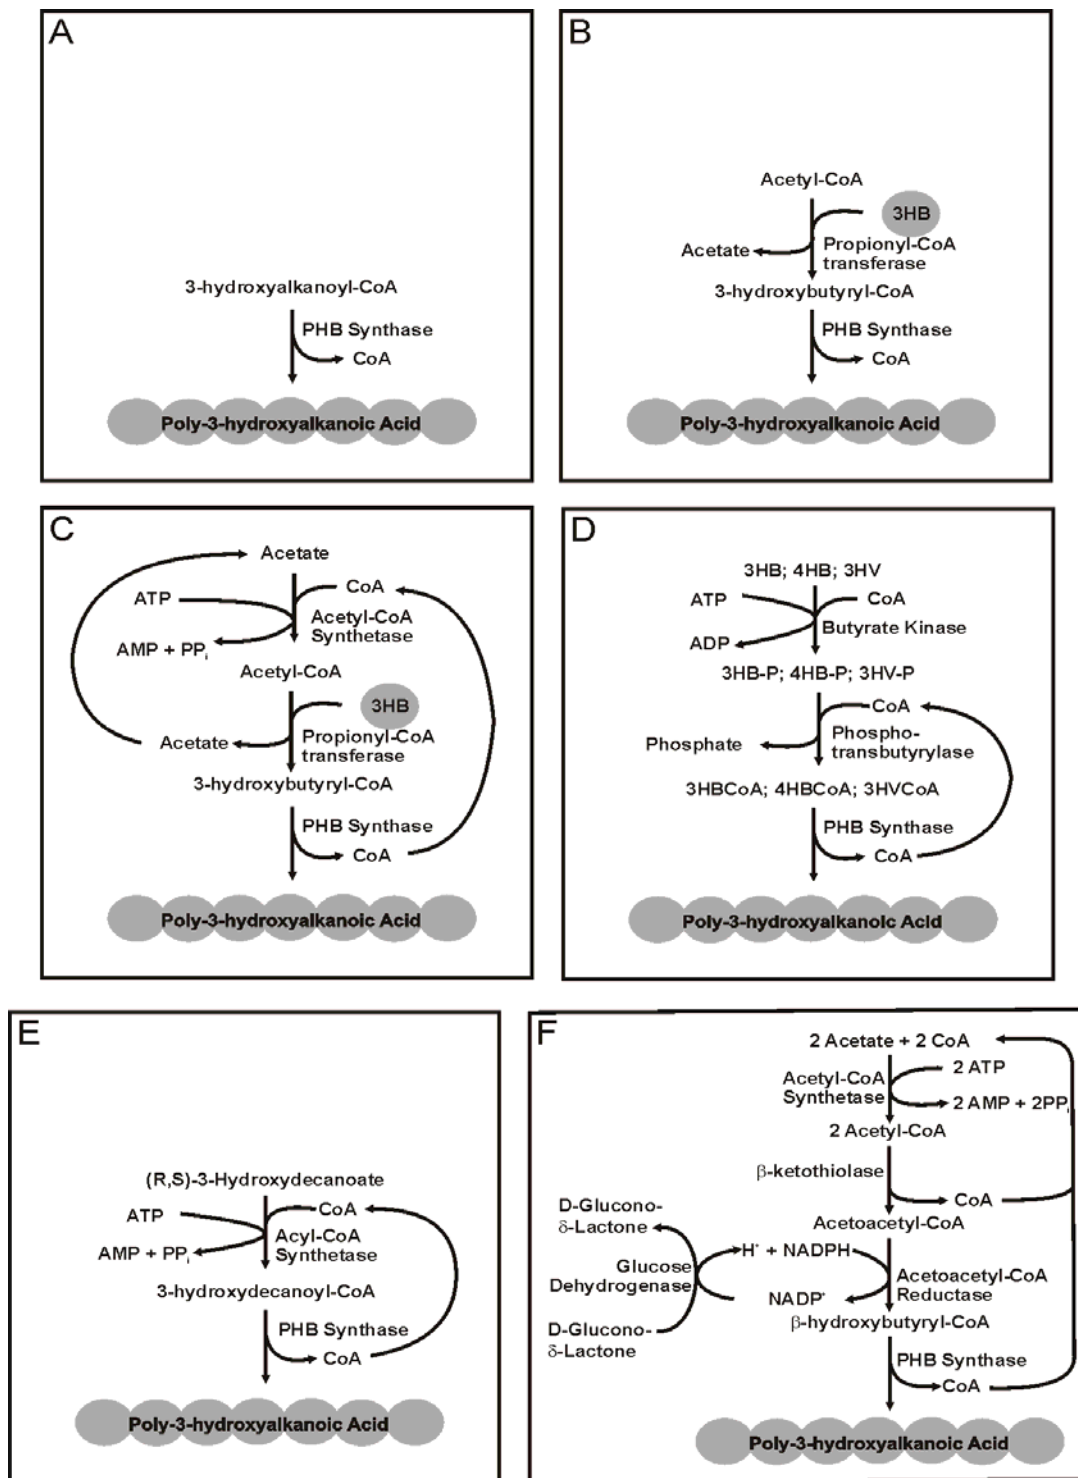 A
3-hydroxyalkanoyl-CoA
PHB Synthase
CoA
Poly-3-hydroxyalkanoic Acid
B
Acetyl-CoA
3HB
Acetate
Propionyl-CoA
transferase
3-hydroxybutyryl-CoA
PHB Synthase
CoA
Poly-3-hydroxyalkanoic Acid
C
Acetate
CoA
ATP
Acetyl-CoA
Synthetase
AMP + PPi
Acetyl-CoA
3HB
Acetate
Propionyl-CoA
transferase
3-hydroxybutyryl-CoA
PHB Synthase
CoA
Poly-3-hydroxyalkanoic Acid
D
3HB; 4HB; 3HV
ATP
CoA
Butyrate Kinase
ADP
3HB-P; 4HB-P; 3HV-P
CoA
Phospho-
transbutyrylase
Phosphate
3HBCoA; 4HBCoA; 3HVCoA
PHB Synthase
CoA
Poly-3-hydroxyalkanoic Acid
E
(R,S)-3-Hydroxydecanoate
CoA
ATP
Acyl-CoA
Synthetase
AMP + PPi
3-hydroxydecanoyl-CoA
PHB Synthase
CoA
Poly-3-hydroxyalkanoic Acid
F
2 Acetate + 2 CoA
2 ATP
Acetyl-CoA
Synthetase
2 AMP + 2PPi
2 Acetyl-CoA
β-ketothiolase
CoA
D-Glucono-
δ-Lactone
Acetoacetyl-CoA
H⁺ + NADPH
Glucose
Dehydrogenase
Acetoacetyl-CoA
Reductase
NADP⁺
β-hydroxybutyryl-CoA
D-Glucono-
δ-Lactone
PHB Synthase
CoA
Poly-3-hydroxyalkanoic Acid